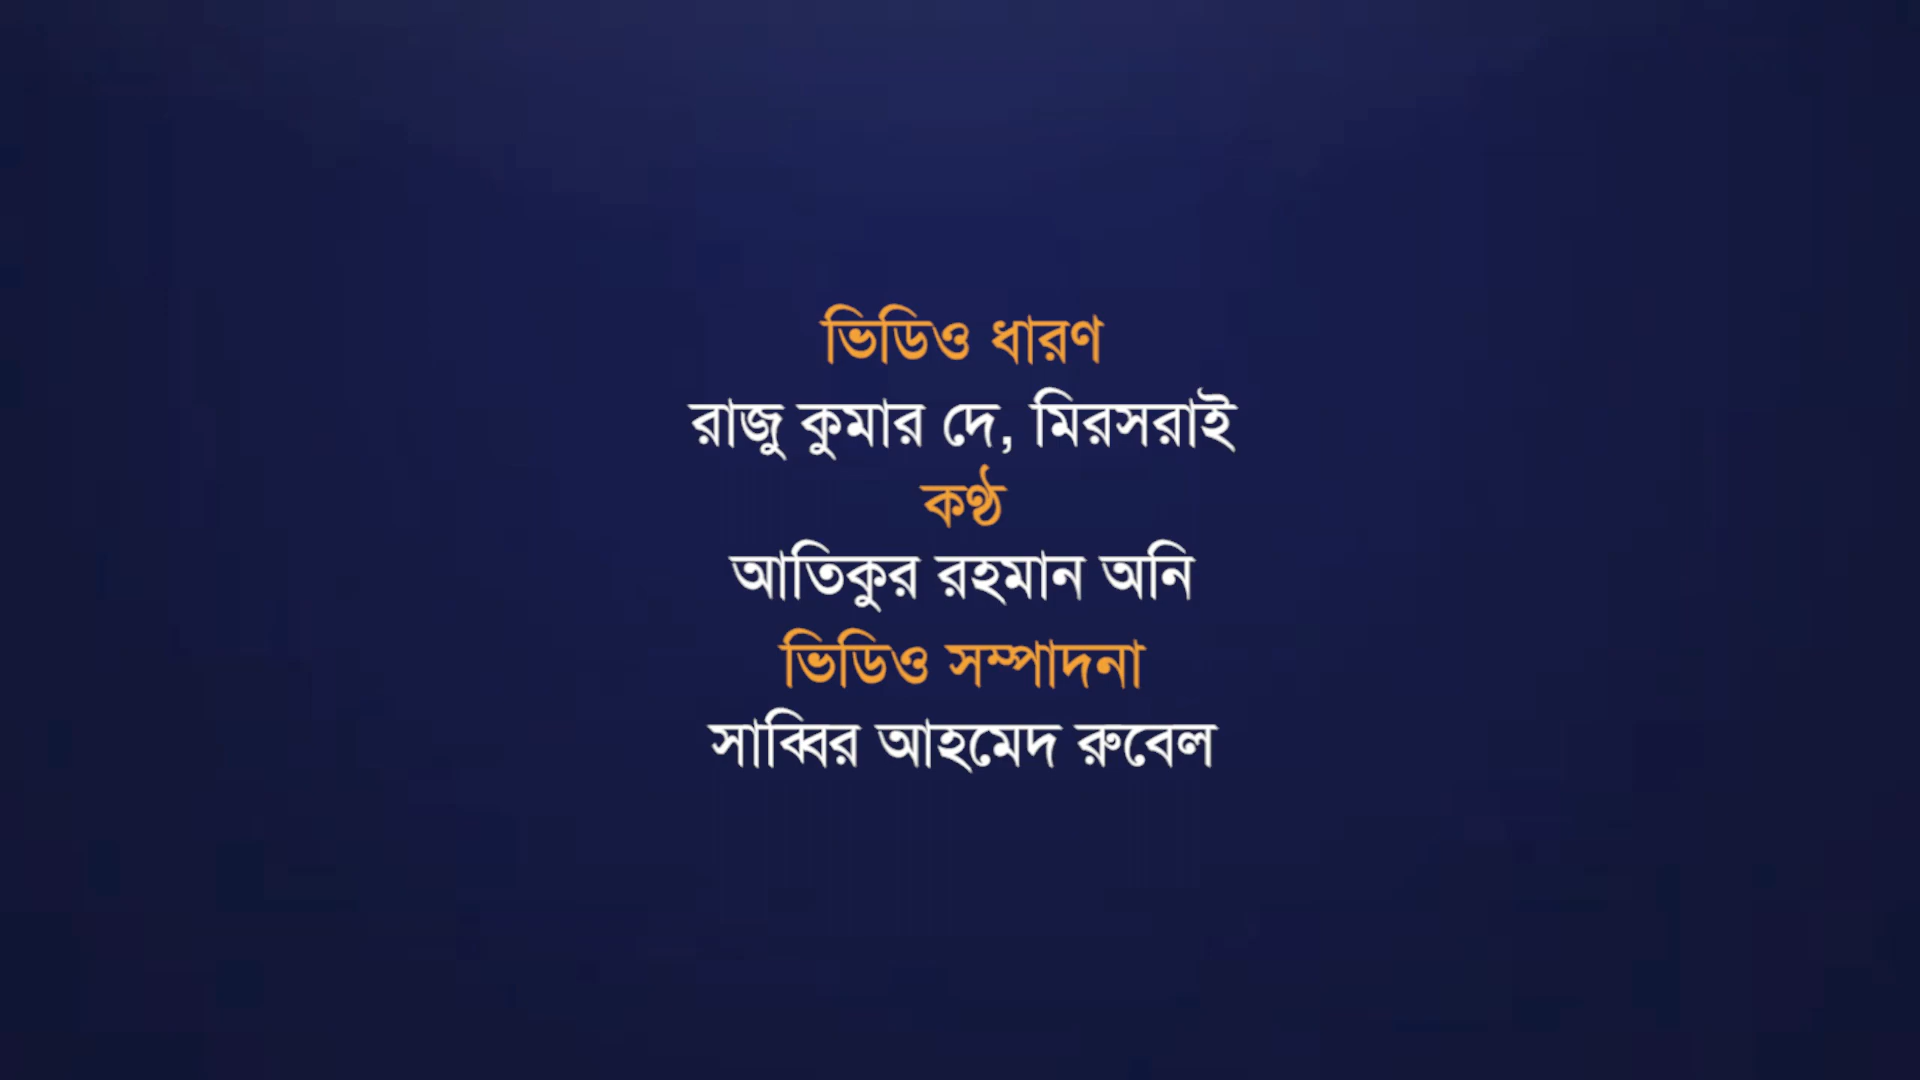 ভিডিও ধারণ
রাজু কুমার দে, মিরসরাই
কণ্ঠ
আতিকুর রহমান অনি
ভিডিও সম্পাদনা
সাব্বির আহমেদ রুবেল